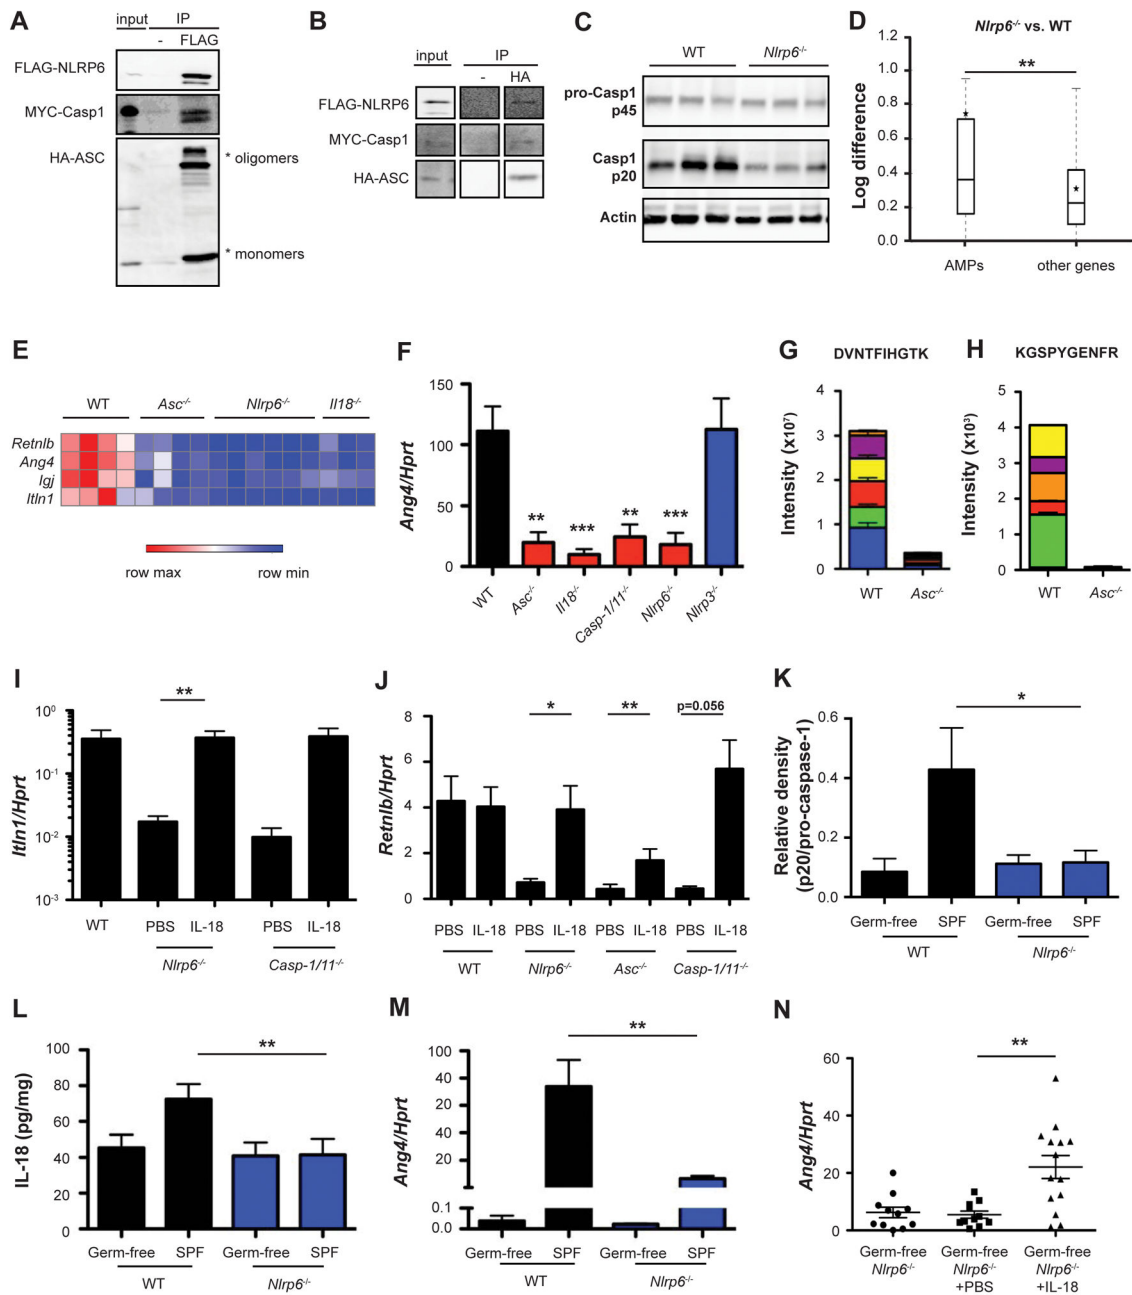 A
input
IP
-
FLAG
FLAG-NLRP6
MYC-Casp1
HA-ASC
* oligomers
* monomers
B
input
IP
-
HA
FLAG-NLRP6
MYC-Casp1
HA-ASC
C
WT
Nlrp6-/-
pro-Casp1
p45
Casp1
p20
Actin
D
Nlrp6-/- vs. WT
**
Log difference
1.2
1.0
0.8
0.6
0.4
0.2
0.0
AMPs
other genes
E
WT
Asc-/-
Nlrp6-/-
Il18-/-
Retnlb
Ang4
Igj
Itln1
row max
row min
F
Ang4/Hprt
150
100
50
0
**
***
**
***
WT
Asc-/-
Il18-/-
Casp-1/11-/-
Nlrp6-/-
Nlrp3-/-
G
DVNTFIHGTK
Intensity (x10⁷)
4
3
2
1
0
WT
Asc-/-
H
KGSPYGENFR
Intensity (x10³)
5
4
3
2
1
0
WT
Asc-/-
I
Itln1/Hprt
10⁰
10⁻¹
10⁻²
10⁻³
**
WT
PBS
IL-18
PBS
IL-18
Nlrp6-/-
Casp-1/11-/-
J
Retnlb/Hprt
8
6
4
2
0
*
**
p=0.056
PBS
IL-18
PBS
IL-18
PBS
IL-18
PBS
IL-18
WT
Nlrp6-/-
Asc-/-
Casp-1/11-/-
K
Relative density
(p20/pro-caspase-1)
0.6
0.4
0.2
0.0
*
Germ-free
SPF
Germ-free
SPF
WT
Nlrp6-/-
L
IL-18 (pg/mg)
100
80
60
40
20
0
**
Germ-free
SPF
Germ-free
SPF
WT
Nlrp6-/-
M
Ang4/Hprt
100
40
40
20
20
0.1
0.0
**
Germ-free
SPF
Germ-free
SPF
WT
Nlrp6-/-
N
Ang4/Hprt
60
40
20
0
**
Germ-free
Nlrp6-/-
Germ-free
Nlrp6-/-
+PBS
Germ-free
Nlrp6-/-
+IL-18